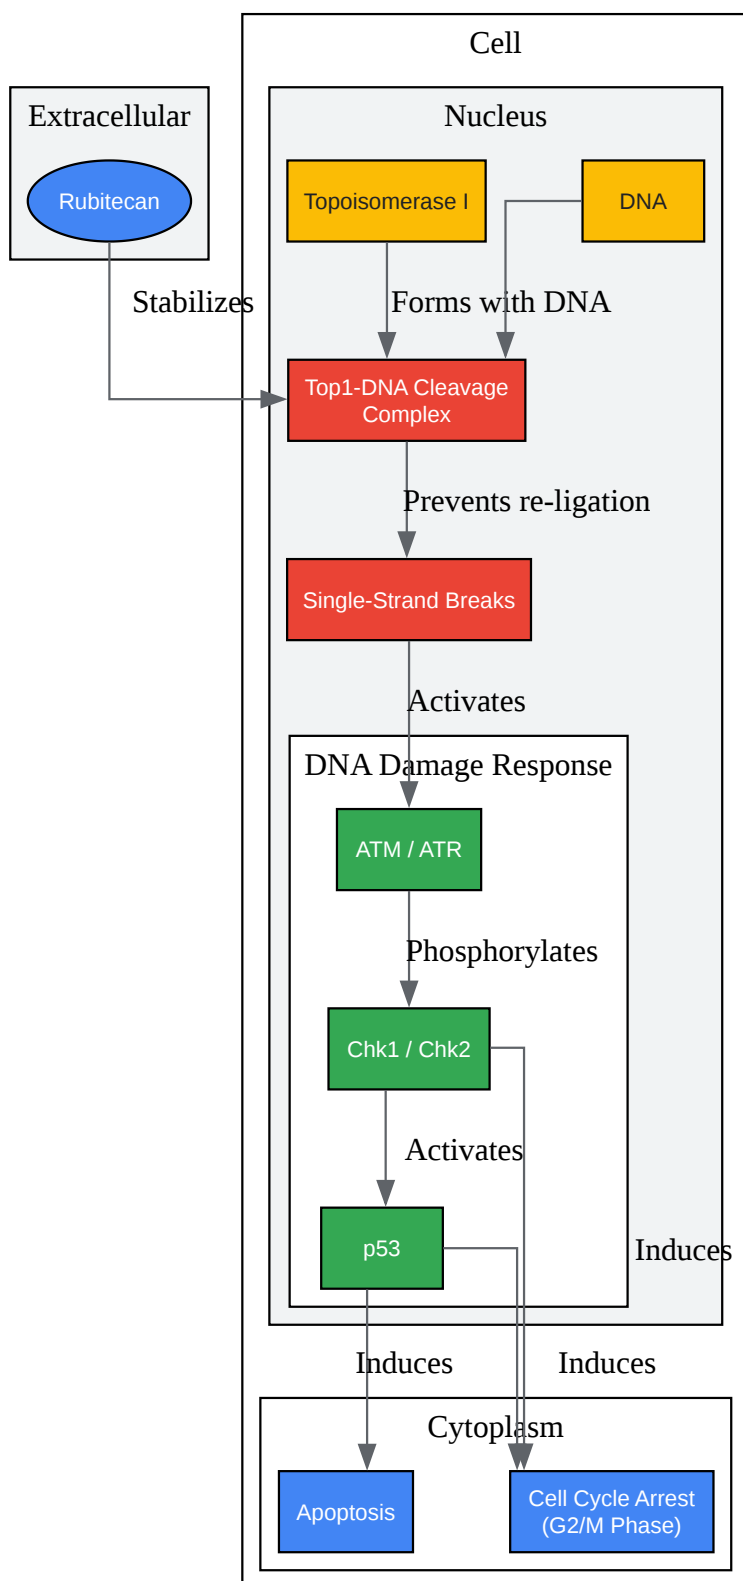 Cell
Extracellular
Nucleus
Rubitecan
Topoisomerase I
DNA
Stabilizes
Forms with DNA
Top1-DNA Cleavage
Complex
Prevents re-ligation
Single-Strand Breaks
Activates
DNA Damage Response
ATM / ATR
Phosphorylates
Chk1 / Chk2
Activates
p53
Induces
Induces
Induces
Cytoplasm
Apoptosis
Cell Cycle Arrest
(G2/M Phase)